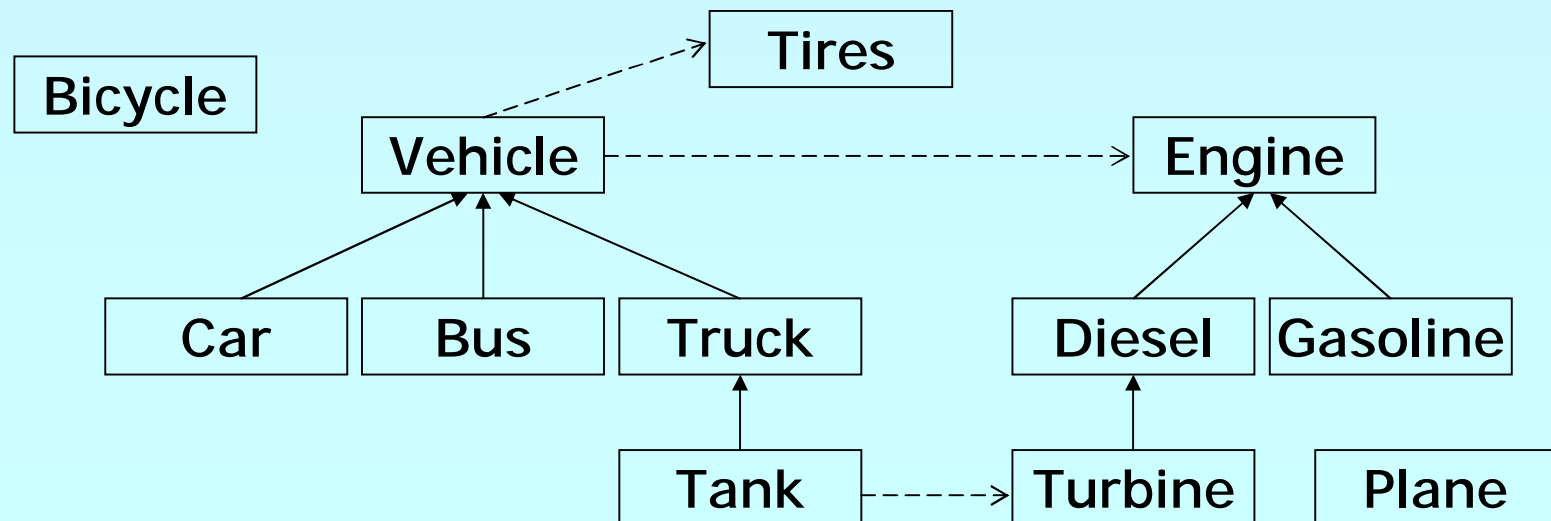 Tires
Bicycle
Vehicle
Engine
Car
Bus
Truck
Diesel
Gasoline
Tank
Turbine
Plane